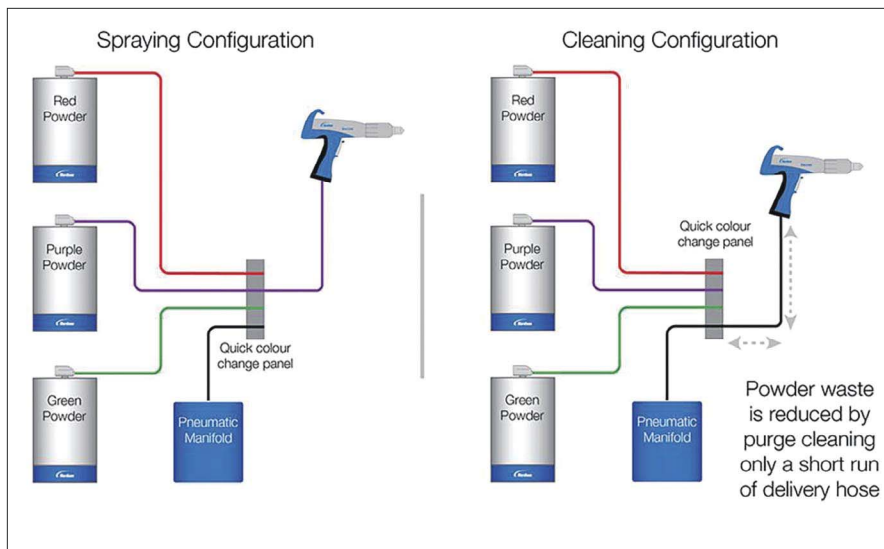 Spraying Configuration
Red
Powder
Purple
Powder
Green
Powder
Quick colour
change panel
Pneumatic
Manifold
Cleaning Configuration
Red
Powder
Purple
Powder
Green
Powder
Quick colour
change panel
Pneumatic
Manifold
Powder waste
is reduced by
purge cleaning
only a short run
of delivery hose